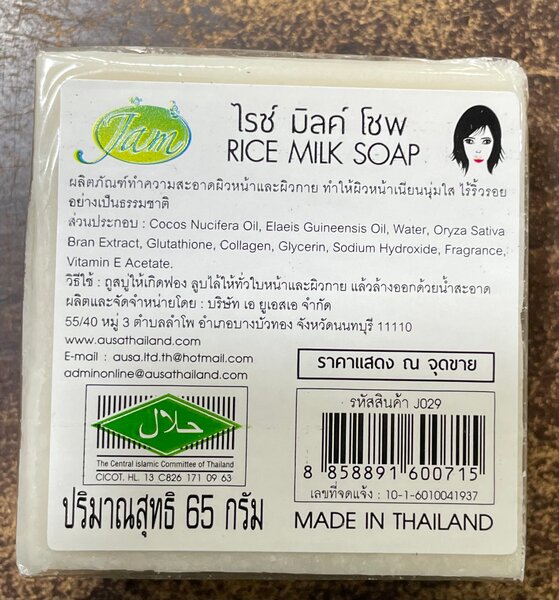 Jam
ไรซ์ มิลค์ โซพ
RICE MILK SOAP
ผลิตภัณฑ์ทำความสะอาดผิวหน้าและผิวกาย ทำให้ผิวหน้าเนียนนุ่มใส ไร้ริ้วรอย
อย่างเป็นธรรมชาติ
ส่วนประกอบ : Cocos Nucifera Oil, Elaeis Guineensis Oil, Water, Oryza Sativa
Bran Extract, Glutathione, Collagen, Glycerin, Sodium Hydroxide, Fragrance,
Vitamin E Acetate.
วิธีใช้ : ถูสบู่ให้เกิดฟอง ลูบไล้ให้ทั่วใบหน้าและผิวกาย แล้วล้างออกด้วยน้ำสะอาด
ผลิตและจัดจำหน่ายโดย : บริษัท เอ ยูเอสเอ จำกัด
55/40 หมู่ 3 ตำบลลำโพ อำเภอบางบัวทอง จังหวัดนนทบุรี 11110
www.ausathailand.com
E-mail : ausa.ltd.th@hotmail.com
adminonline@ausathailand.com
ราคาแสดง ณ จุดขาย
รหัสสินค้า J029
حلال
The Central Islamic Committee of Thailand
CICOT. HL. 13 C826 171 09 63
8 858891 600715
เลขที่จดแจ้ง : 10-1-6010041937
ปริมาณสุทธิ 65 กรัม
MADE IN THAILAND